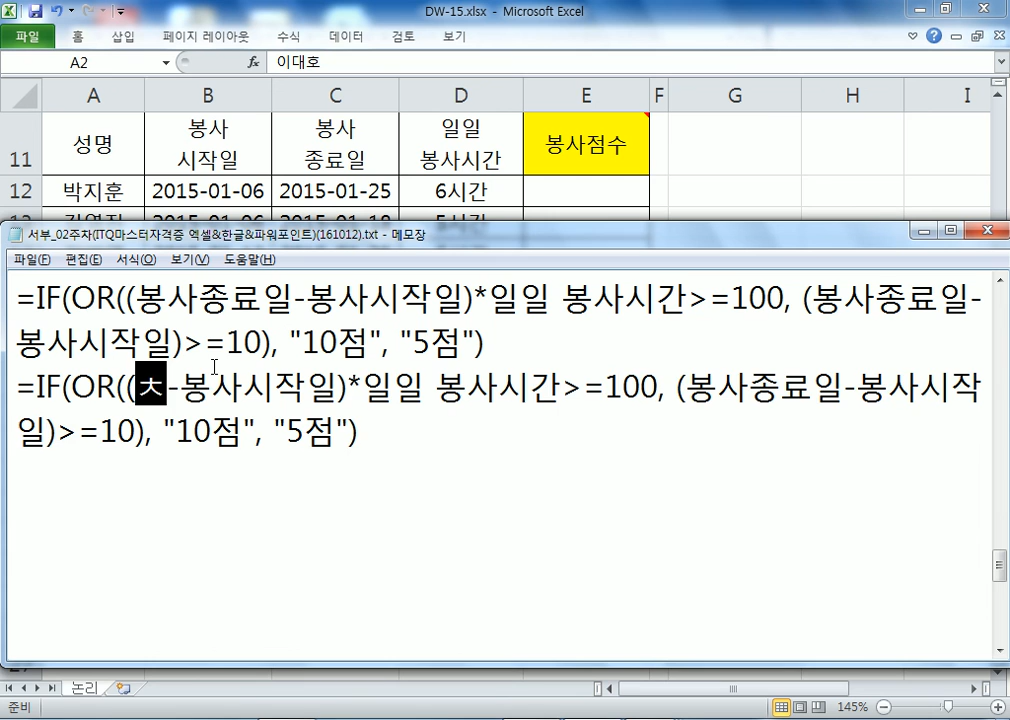 DW-15.xlsx - Microsoft Excel
파일 홈 삽입 페이지 레이아웃 수식 데이터 검토 보기
A2 fx 이대호
A B C D E F G H I
봉사 봉사 일일
11 성명 시작일 종료일 봉사시간 봉사점수
12 박지훈 2015-01-06 2015-01-25 6시간
서부_02주차(ITQ마스터자격증 엑셀&한글&파워포인트)(161012).txt - 메모장
파일(F) 편집(E) 서식(O) 보기(V) 도움말(H)
=IF(OR((봉사종료일-봉사시작일)*일일 봉사시간>=100, (봉사종료일-
봉사시작일)>=10), "10점", "5점")
=IF(OR((ㅊ-봉사시작일)*일일 봉사시간>=100, (봉사종료일-봉사시작
일)>=10), "10점", "5점")
논리
준비 145%